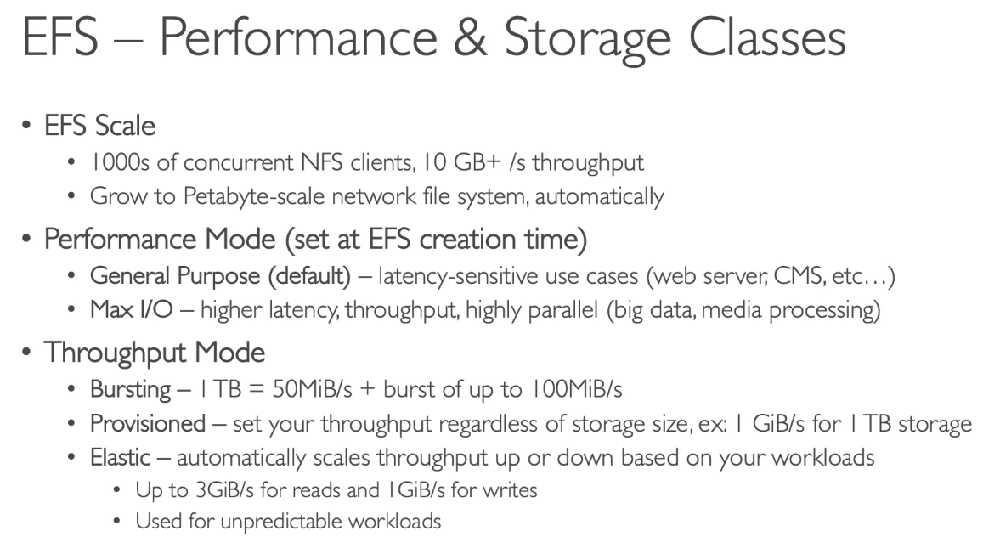 EFS – Performance & Storage Classes
• EFS Scale
• 1000s of concurrent NFS clients, 10 GB+ /s throughput
• Grow to Petabyte-scale network file system, automatically
• Performance Mode (set at EFS creation time)
• General Purpose (default) – latency-sensitive use cases (web server, CMS, etc…)
• Max I/O – higher latency, throughput, highly parallel (big data, media processing)
• Throughput Mode
• Bursting – 1 TB = 50MiB/s + burst of up to 100MiB/s
• Provisioned – set your throughput regardless of storage size, ex: 1 GiB/s for 1 TB storage
• Elastic – automatically scales throughput up or down based on your workloads
• Up to 3GiB/s for reads and 1GiB/s for writes
• Used for unpredictable workloads